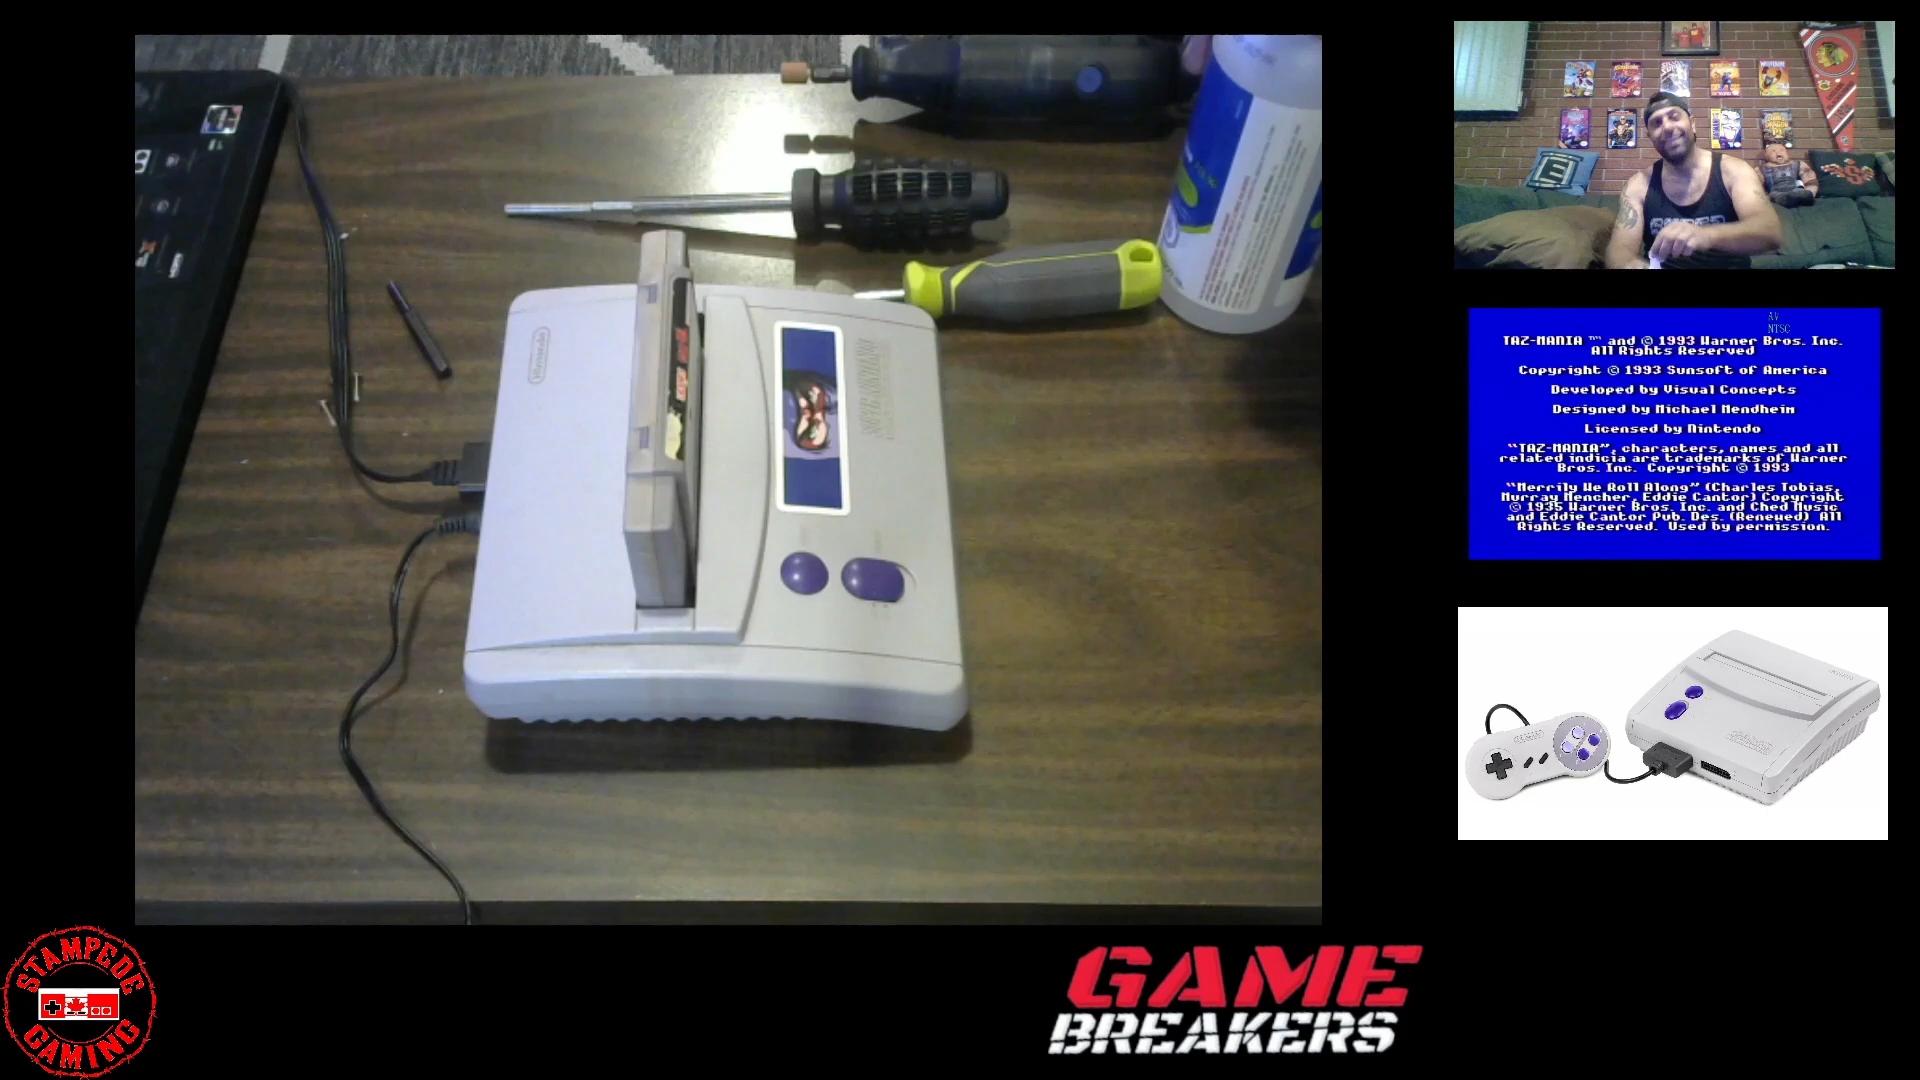 Nintendo
AV
NTSC
TAZ-MANIA ™ and © 1993 Warner Bros. Inc.
All Rights Reserved
Copyright © 1993 Sunsoft of America
Developed by Visual Concepts
Designed by Michael Mendheim
Licensed by Nintendo
"TAZ-MANIA", characters, names and all
related indicia are trademarks of Warner
Bros. Inc. Copyright © 1993
"Merrily We Roll Along" (Charles Tobias,
Murray Mencher, Eddie Cantor) Copyright
© 1935 Warner Bros. Inc. and Ched Music
and Eddie Cantor Pub. Des. (Renewed) All
Rights Reserved. Used by permission.
STAMPEDE
GAMING
GAME
BREAKERS